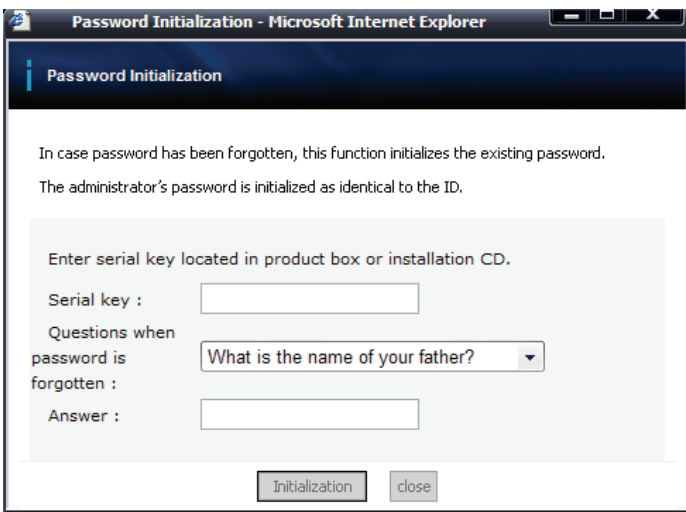 Password Initialization - Microsoft Internet Explorer
Password Initialization
In case password has been forgotten, this function initializes the existing password.
The administrator's password is initialized as identical to the ID.
Enter serial key located in product box or installation CD.
Serial key :
Questions when
password is
forgotten :
What is the name of your father?
Answer :
Initialization close